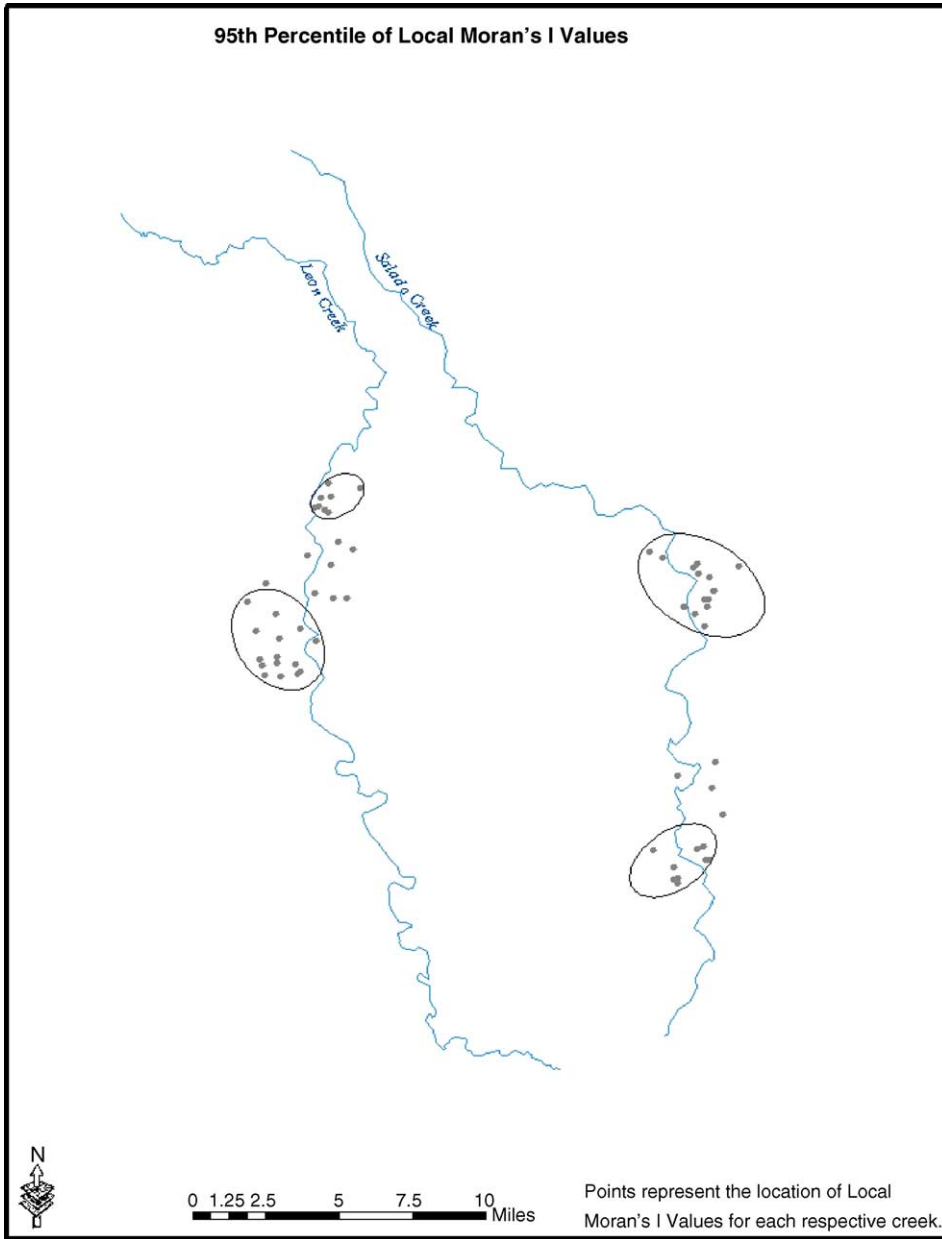 95th Percentile of Local Moran's I Values
Salado Creek
Leon Creek
N
0 1.25 2.5 5 7.5 10
Miles
Points represent the location of Local
Moran's I Values for each respective creek.